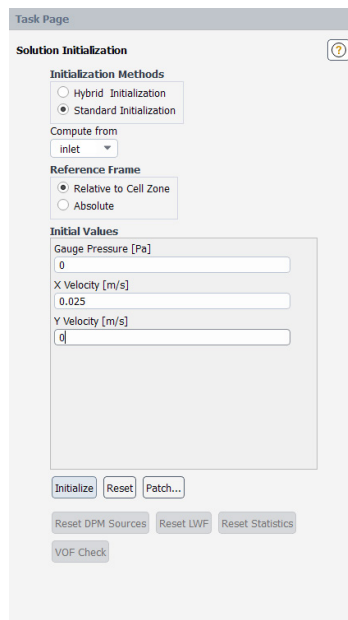 Task Page
Solution Initialization
?
Initialization Methods
Hybrid Initialization
Standard Initialization
Compute from
inlet
Reference Frame
Relative to Cell Zone
Absolute
Initial Values
Gauge Pressure [Pa]
0
X Velocity [m/s]
0.025
Y Velocity [m/s]
0
Initialize Reset Patch...
Reset DPM Sources Reset LWF Reset Statistics
VOF Check